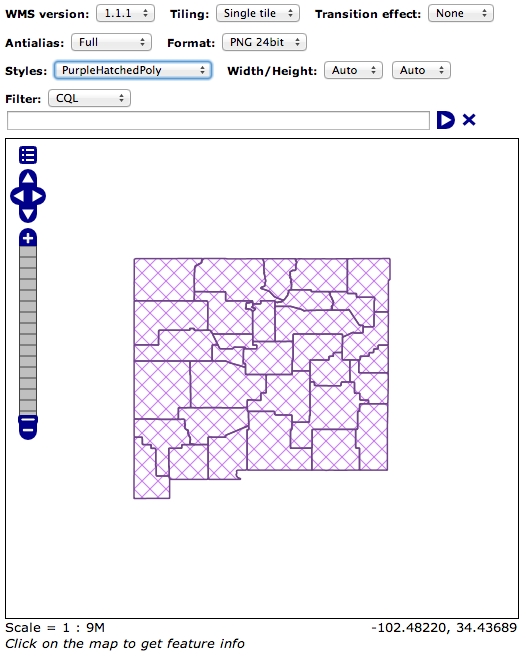 WMS version: 1.1.1 Tiling: Single tile Transition effect: None
Antialias: Full Format: PNG 24bit
Styles: PurpleHatchedPoly Width/Height: Auto Auto
Filter: CQL
Scale = 1 : 9M -102.48220, 34.43689
Click on the map to get feature info